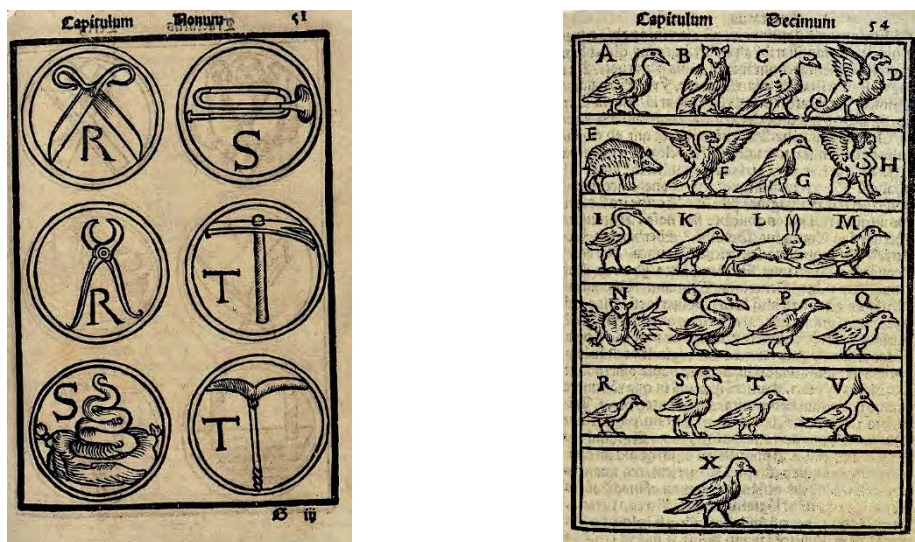 Capitulum Nonum 51
R
S
R
T
S
T
G iij
Capitulum Decimum 54
A B C D
E F G H
I K L M
N O P Q
R S T V
X